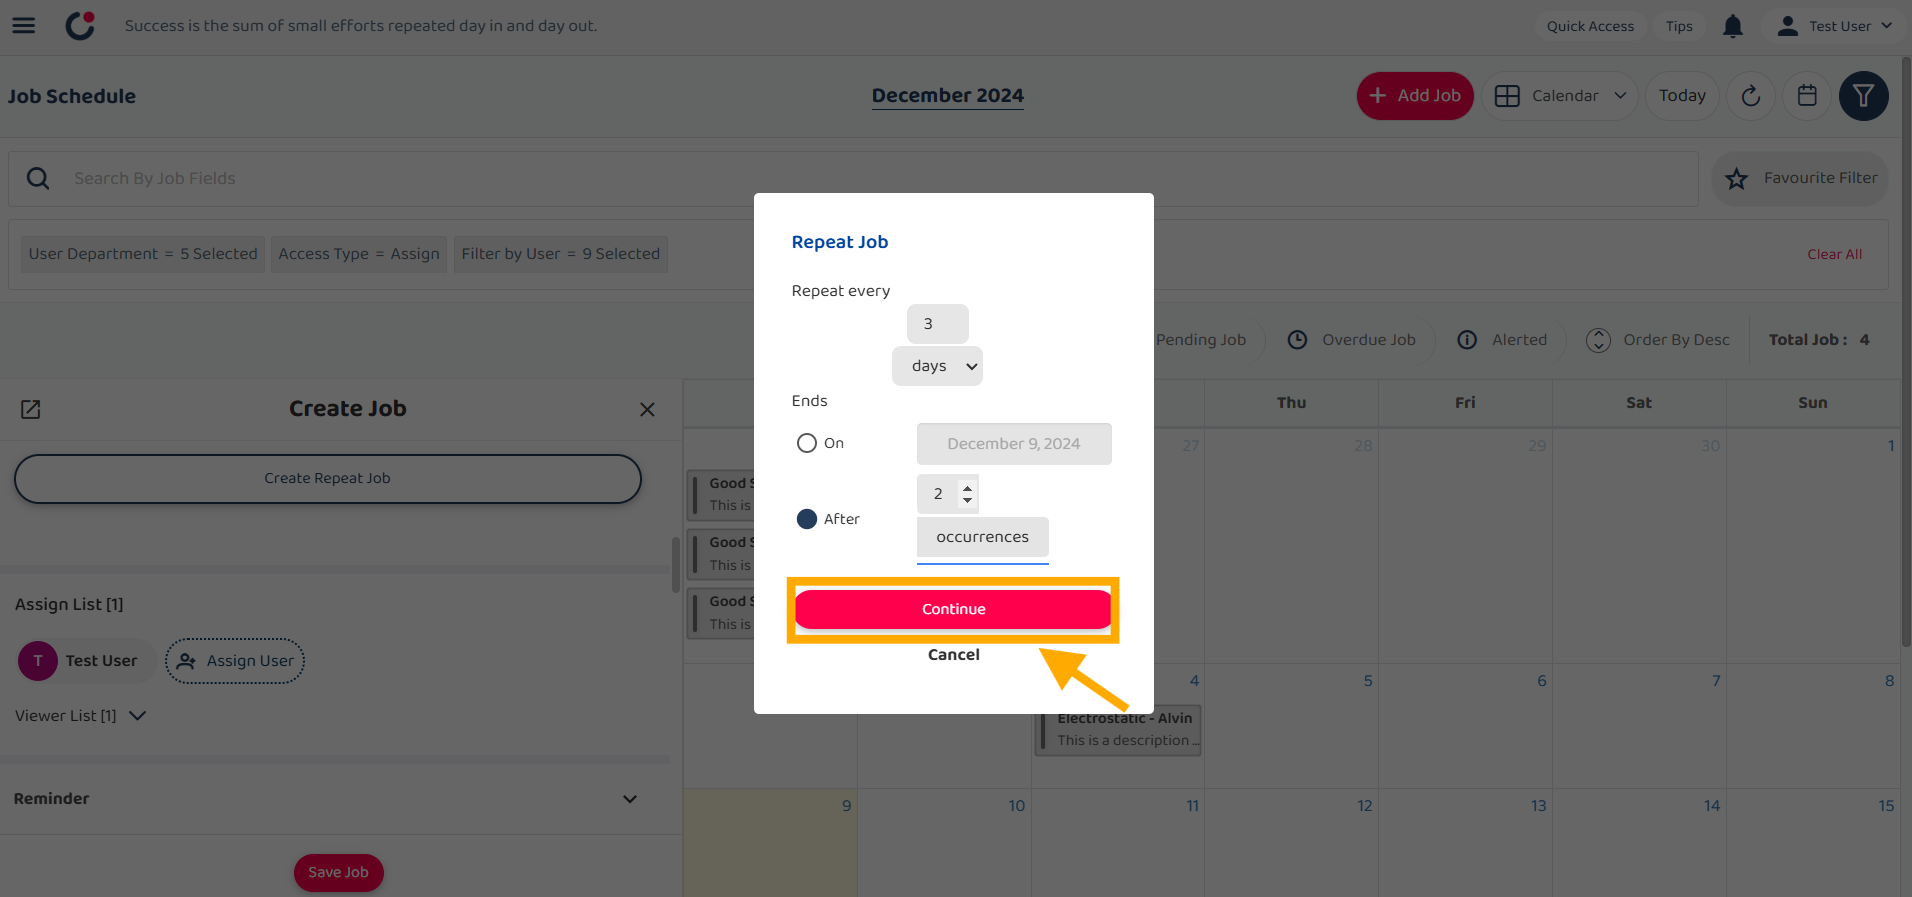 Success is the sum of small efforts repeated day in and day out.
Quick Access
Tips
Test User
Job Schedule
December 2024
+ Add Job
Calendar
Today
Search By Job Fields
Favourite Filter
User Department = 5 Selected
Access Type = Assign
Filter by User = 9 Selected
Clear All
Pending Job
Overdue Job
Alerted
Order By Desc
Total Job : 4
Create Job
Create Repeat Job
Assign List [1]
T
Test User
Assign User
Viewer List [1]
Reminder
Save Job
Repeat Job
Repeat every
3
days
Ends
On
December 9, 2024
After
2
occurrences
Continue
Cancel
Thu
Fri
Sat
Sun
27
28
29
30
1
Good S
This is
Good S
This is
Good S
This is
4
5
6
7
8
Electrostatic - Alvin
This is a description ...
9
10
11
12
13
14
15